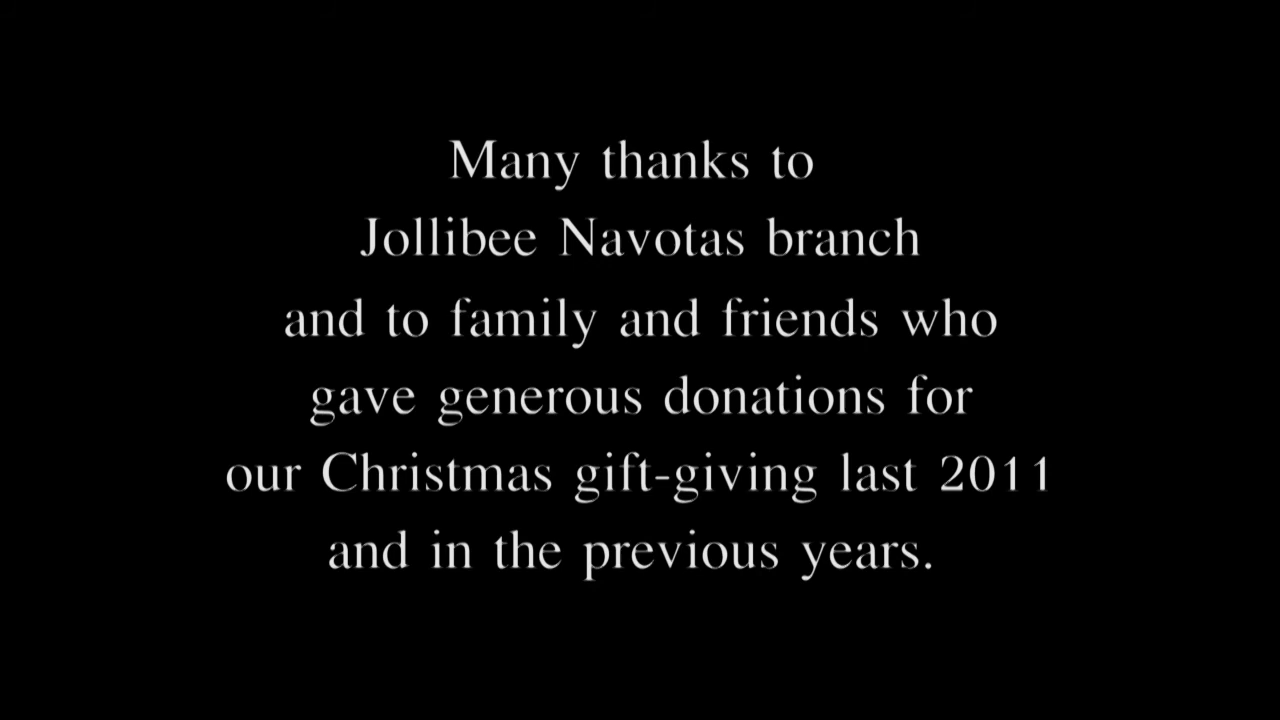 Many thanks to
Jollibee Navotas branch
and to family and friends who
gave generous donations for
our Christmas gift-giving last 2011
and in the previous years.